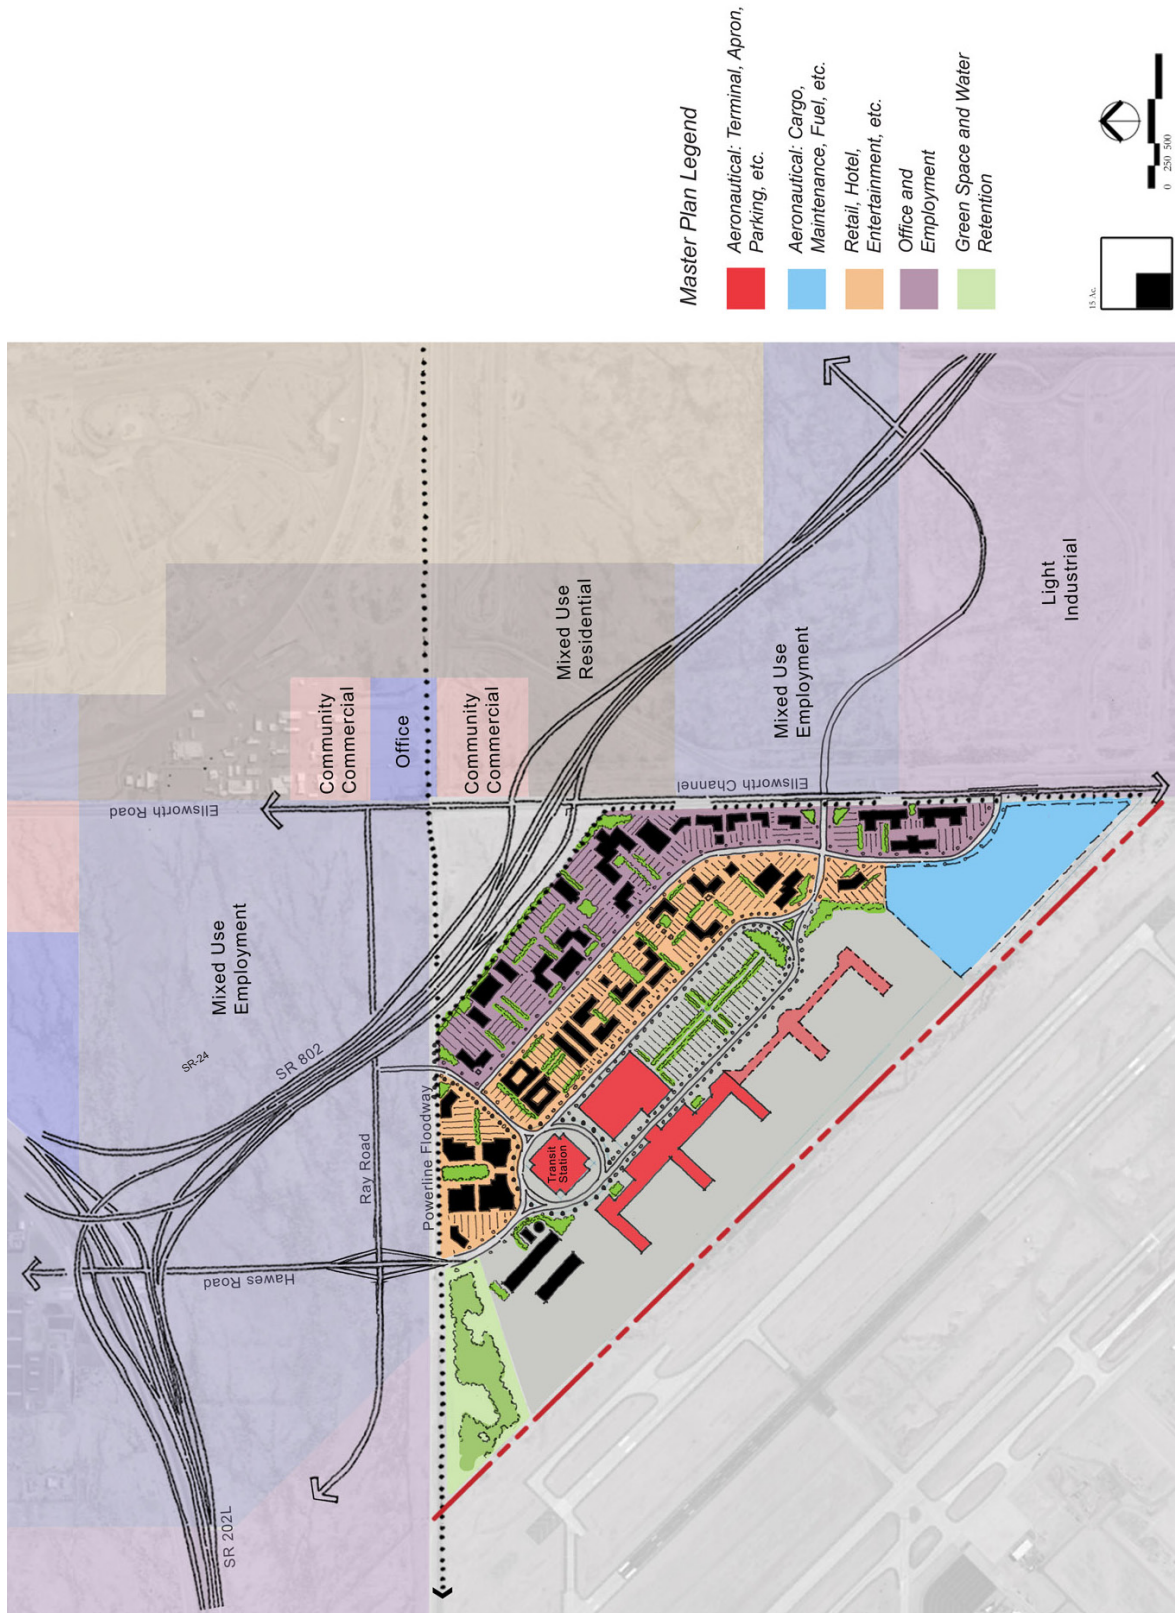 Master Plan Legend
Aeronautical: Terminal, Apron,
Parking, etc.
Aeronautical: Cargo,
Maintenance, Fuel, etc.
Retail, Hotel,
Entertainment, etc.
Office and
Employment
Green Space and Water
Retention
15 Ac.
0 250 500
SR 202L
Hawes Road
Ray Road
SR 802
SR-24
Mixed Use
Employment
Ellsworth Road
Community
Commercial
Office
Community
Commercial
Mixed Use
Residential
Mixed Use
Employment
Light
Industrial
Ellsworth Channel
Powerline Floodway
Transit
Station